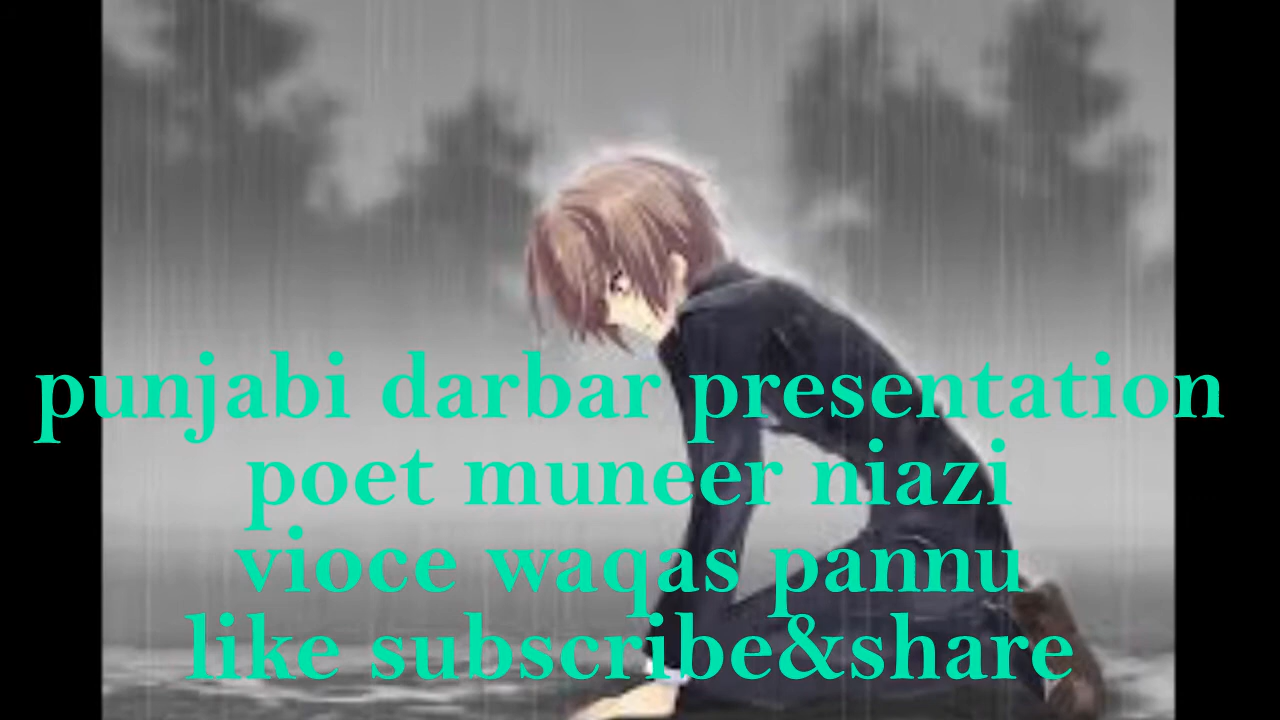 punjabi darbar presentation
poet muneer niazi
vioce waqas pannu
like subscribe&share